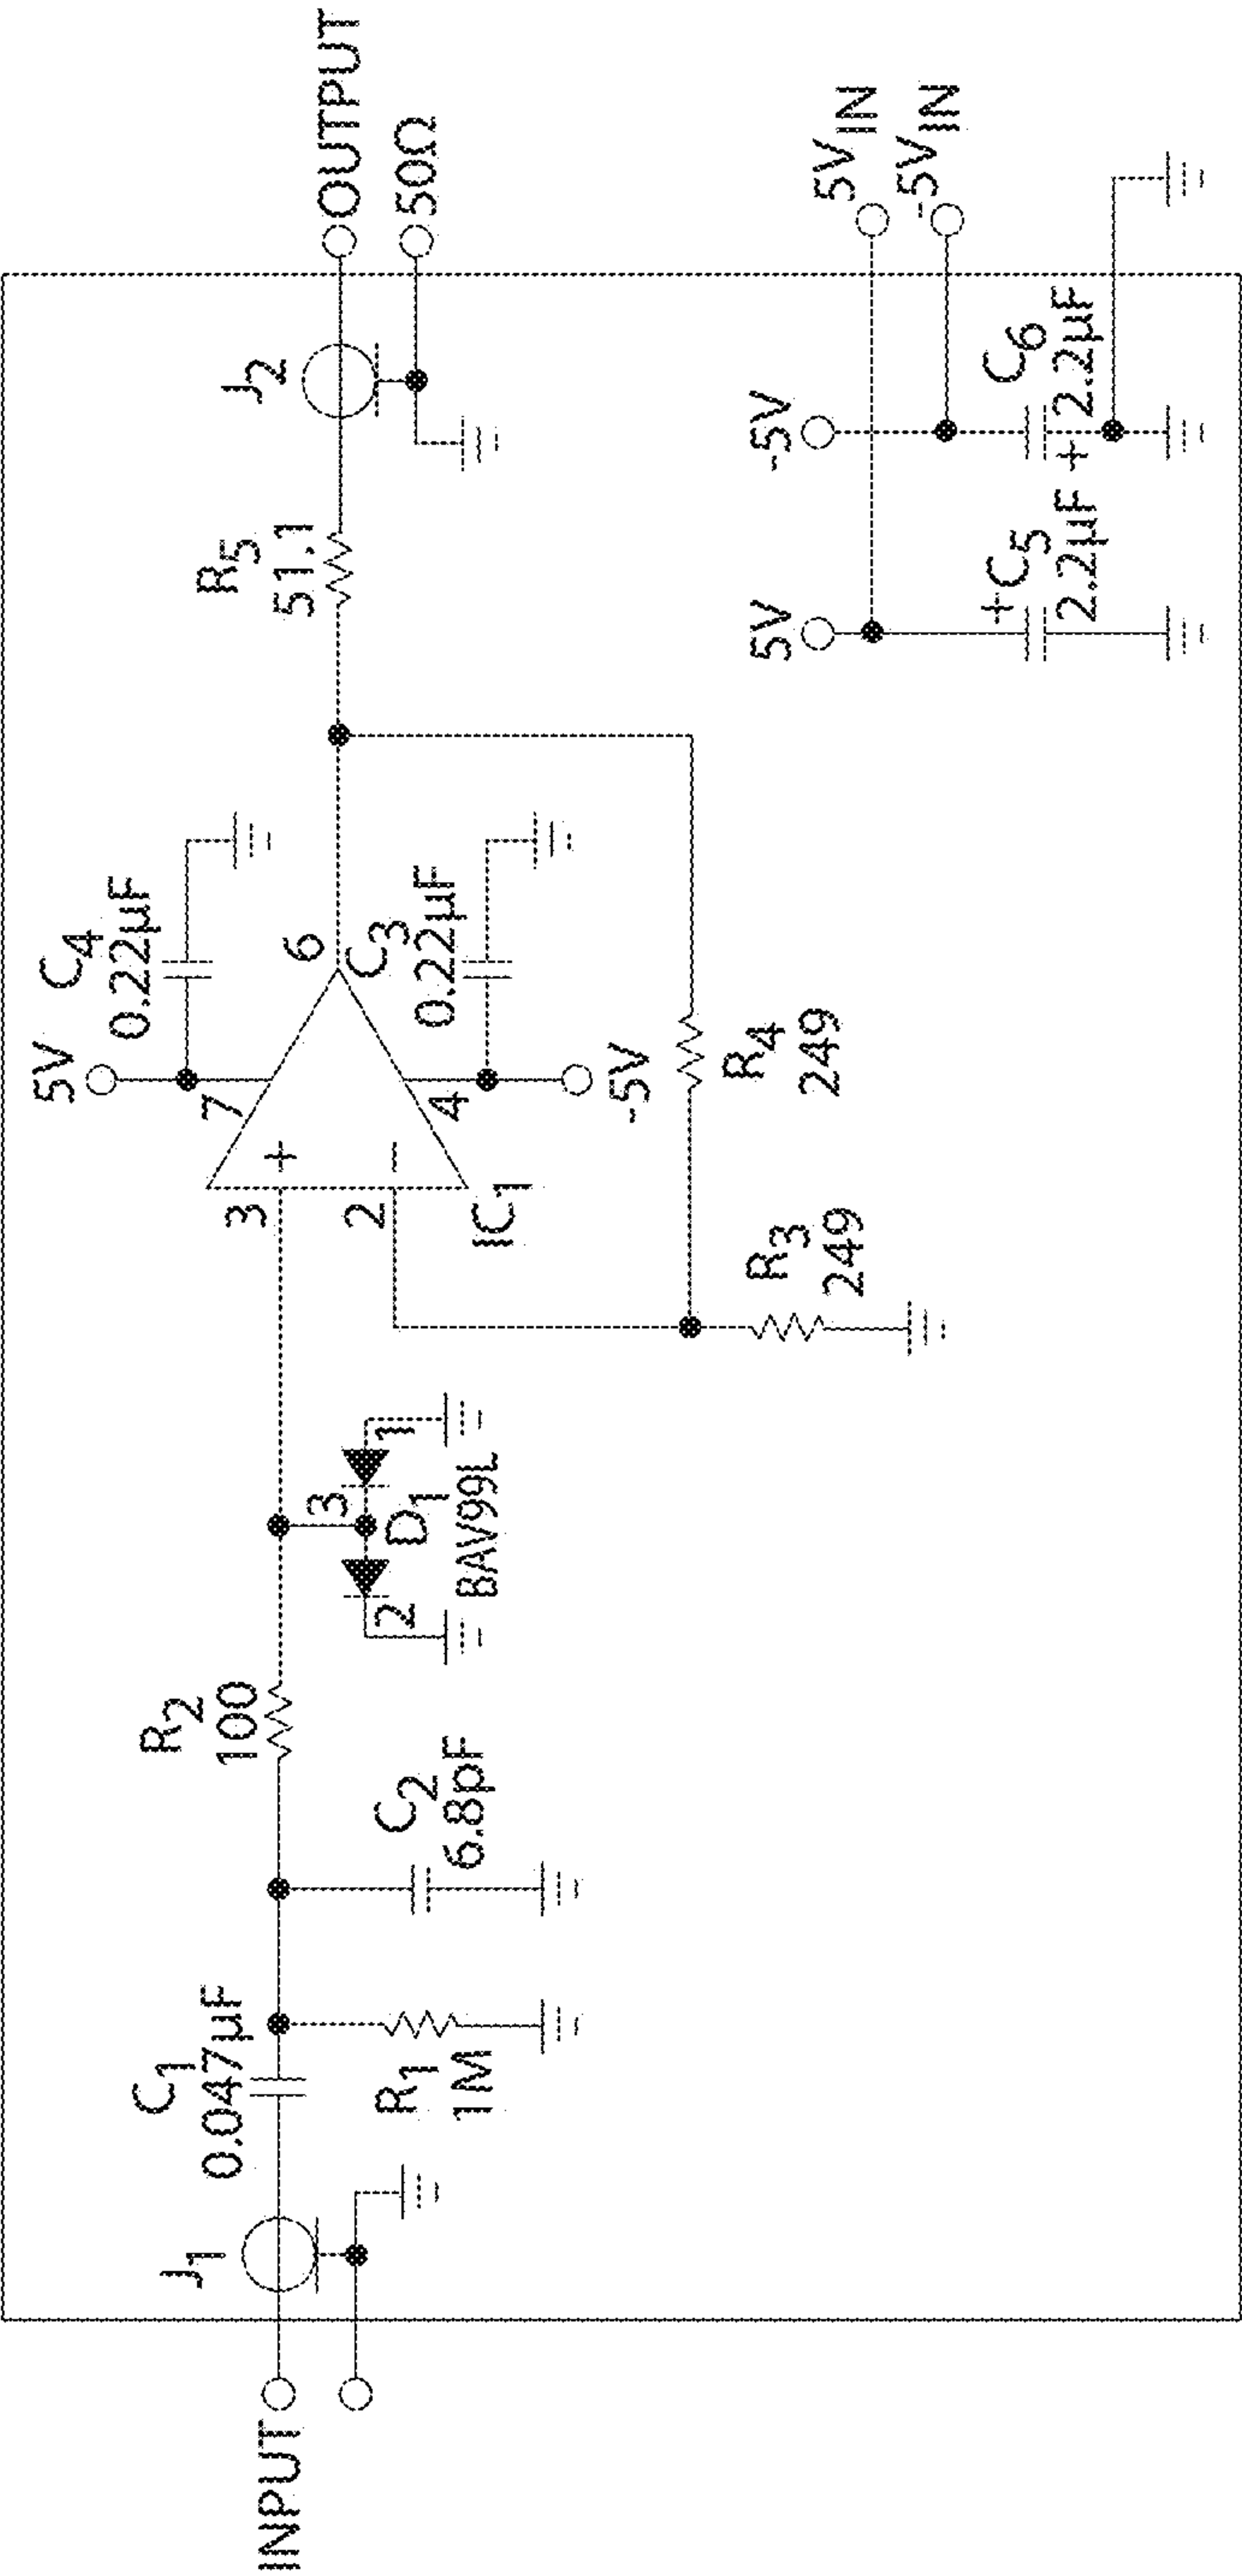 INPUT
J1
C1
0.047μF
R1
1M
C2
6.8pF
R2
100
3
2
1
D1
BAV99L
3
2
+
−
IC1
7
5V
C4
0.22μF
6
4
-5V
C3
0.22μF
R3
249
R4
249
R5
51.1
J2
OUTPUT
50Ω
5V
+C5
2.2μF
-5V
C6
2.2μF
+
5VIN
-5VIN